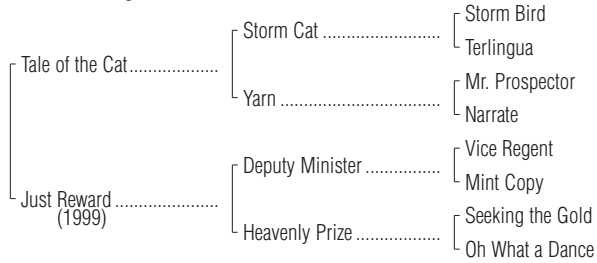 Storm Bird
Storm Cat ........................
Terlingua
Tale of the Cat...................
Mr. Prospector
Yarn ..................................
Narrate
Vice Regent
Deputy Minister ................
Mint Copy
Just Reward ......................
(1999)
Seeking the Gold
Heavenly Prize ..................
Oh What a Dance